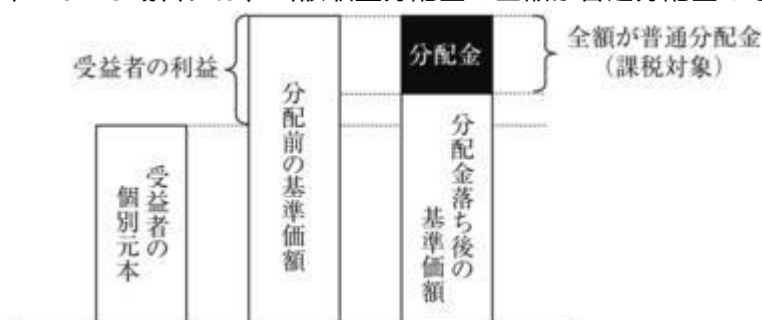 受益者の利益
分配金
全額が普通分配金
(課税対象)
受益者の
個別元本
分配前の基準価額
分配金落ち後の
基準価額